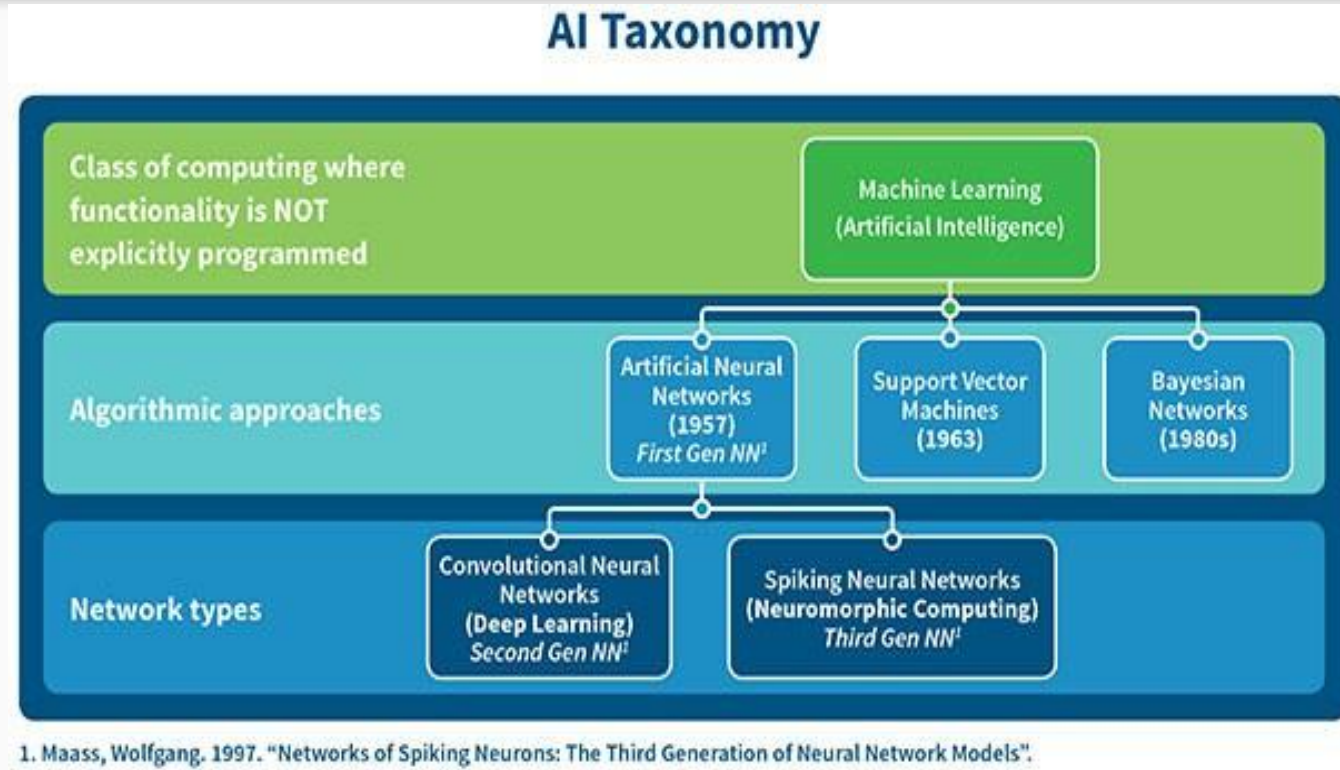 AI Taxonomy
Class of computing where
functionality is NOT
explicitly programmed
Machine Learning
(Artificial Intelligence)
Algorithmic approaches
Artificial Neural
Networks
(1957)
First Gen NN¹
Support Vector
Machines
(1963)
Bayesian
Networks
(1980s)
Network types
Convolutional Neural
Networks
(Deep Learning)
Second Gen NN¹
Spiking Neural Networks
(Neuromorphic Computing)
Third Gen NN¹
1. Maass, Wolfgang. 1997. “Networks of Spiking Neurons: The Third Generation of Neural Network Models”.